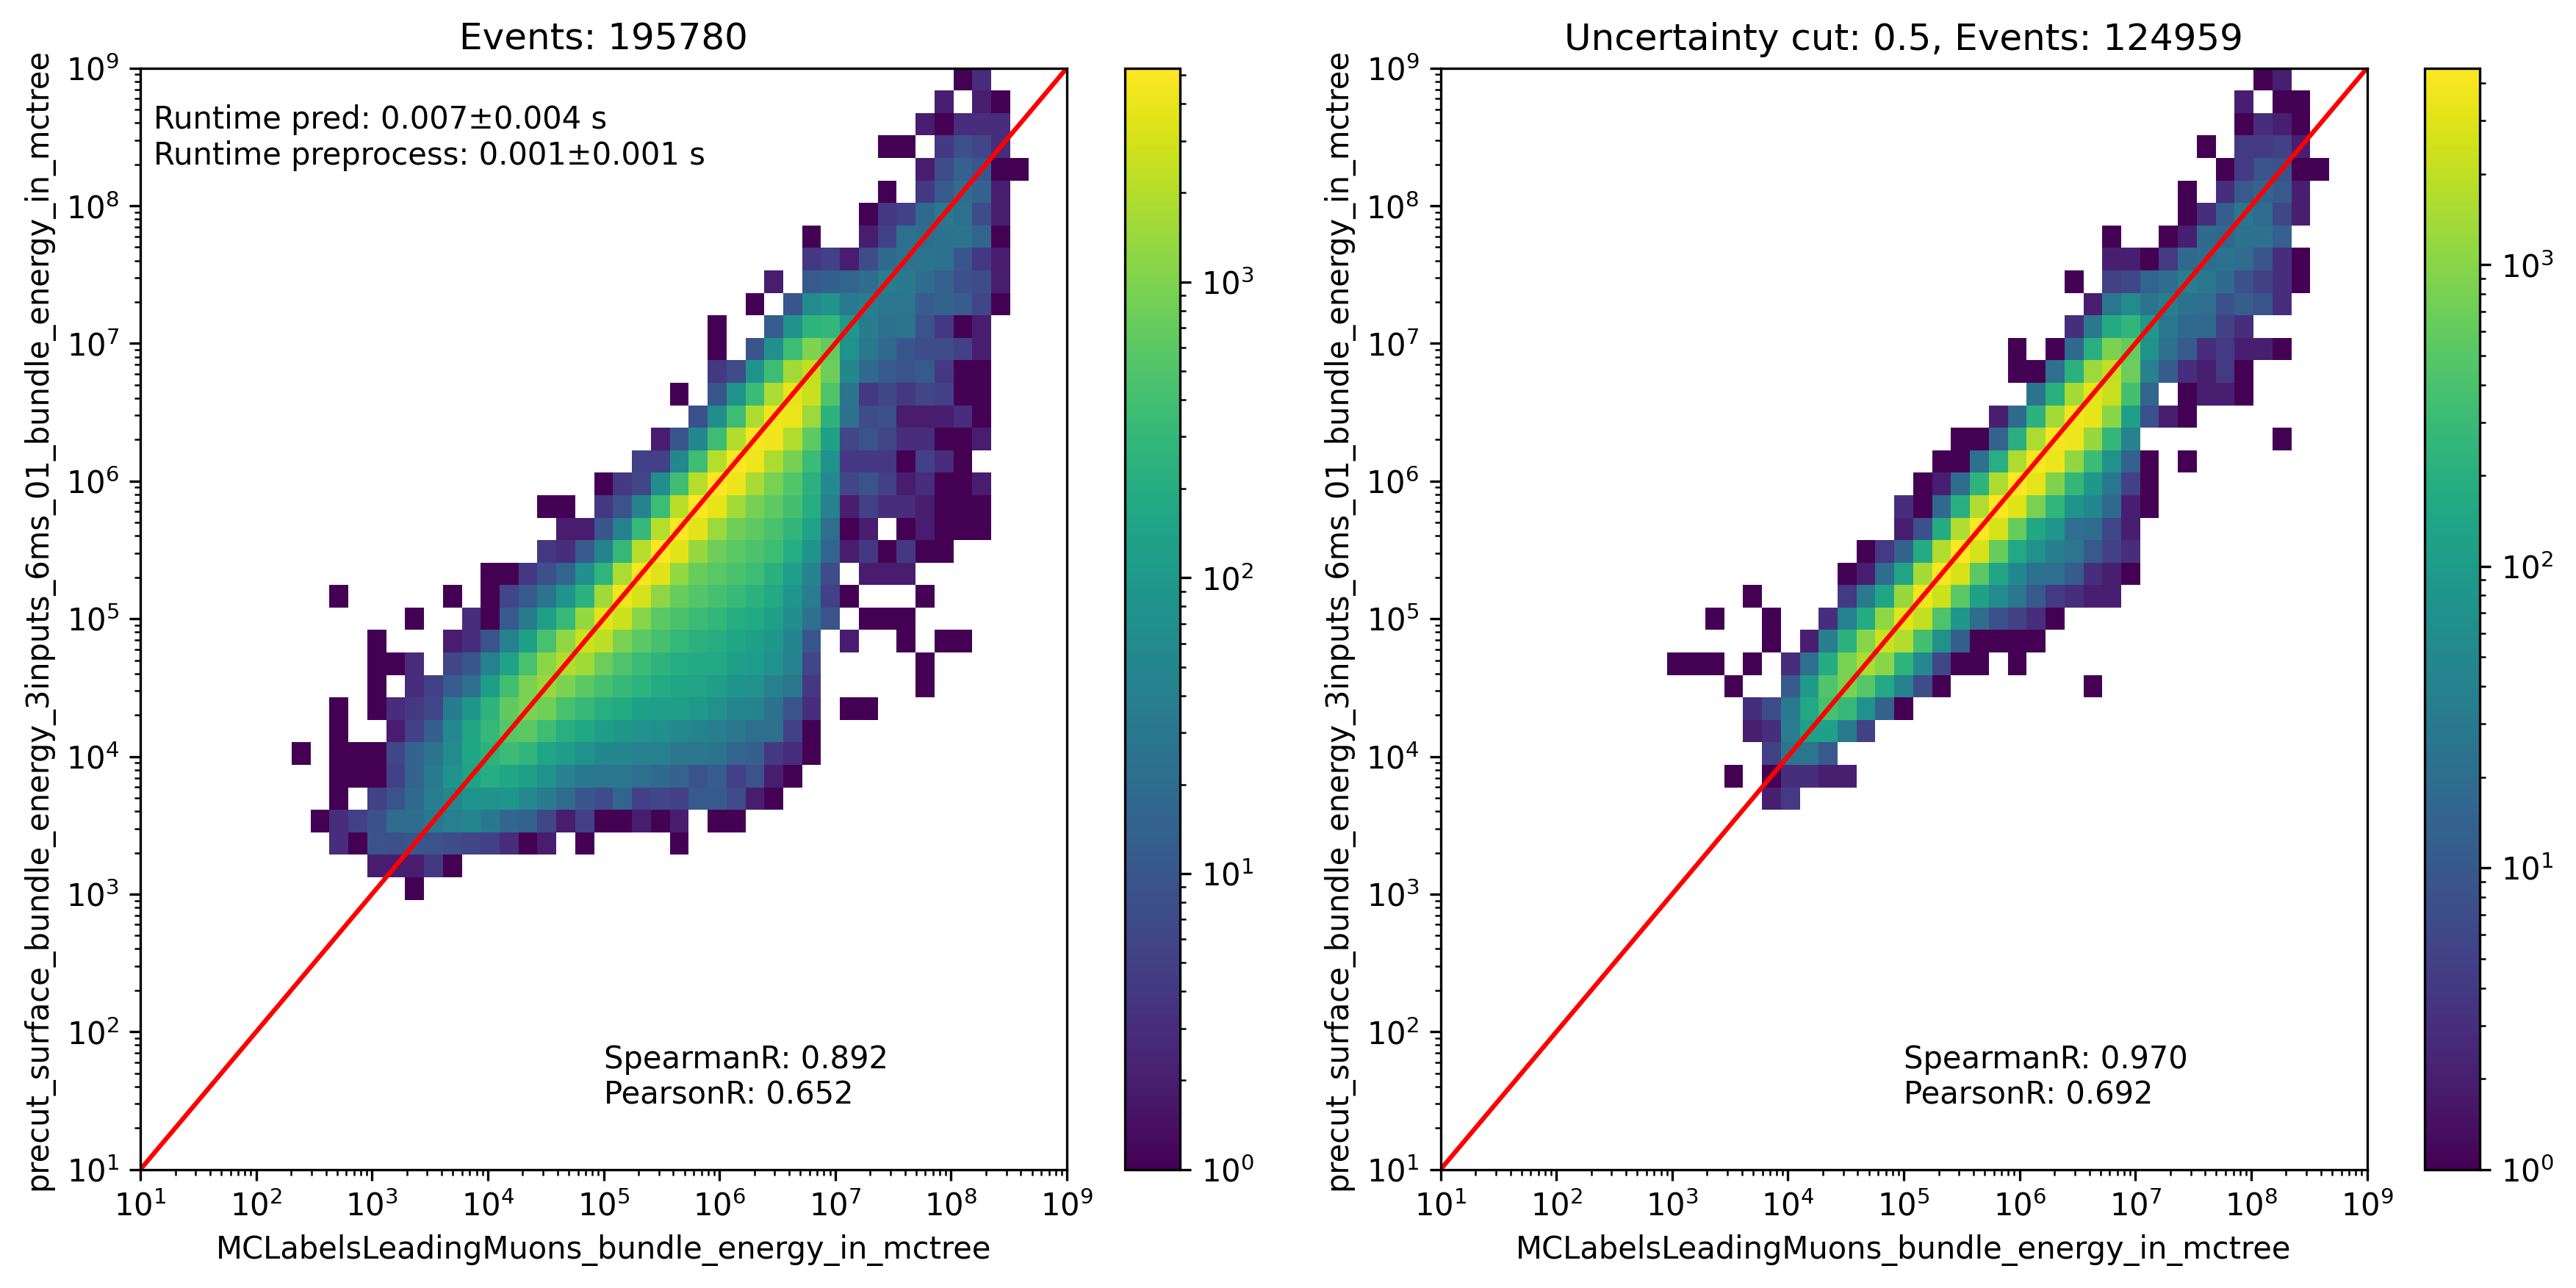 Events: 195780
precut_surface_bundle_energy_3inputs_6ms_01_bundle_energy_in_mctree
10⁹
10⁸
10⁷
10⁶
10⁵
10⁴
10³
10²
10¹
Runtime pred: 0.007±0.004 s
Runtime preprocess: 0.001±0.001 s
SpearmanR: 0.892
PearsonR: 0.652
10¹ 10² 10³ 10⁴ 10⁵ 10⁶ 10⁷ 10⁸ 10⁹
MCLabelsLeadingMuons_bundle_energy_in_mctree
10³
10²
10¹
10⁰
Uncertainty cut: 0.5, Events: 124959
precut_surface_bundle_energy_3inputs_6ms_01_bundle_energy_in_mctree
10⁹
10⁸
10⁷
10⁶
10⁵
10⁴
10³
10²
10¹
SpearmanR: 0.970
PearsonR: 0.692
10¹ 10² 10³ 10⁴ 10⁵ 10⁶ 10⁷ 10⁸ 10⁹
MCLabelsLeadingMuons_bundle_energy_in_mctree
10³
10²
10¹
10⁰